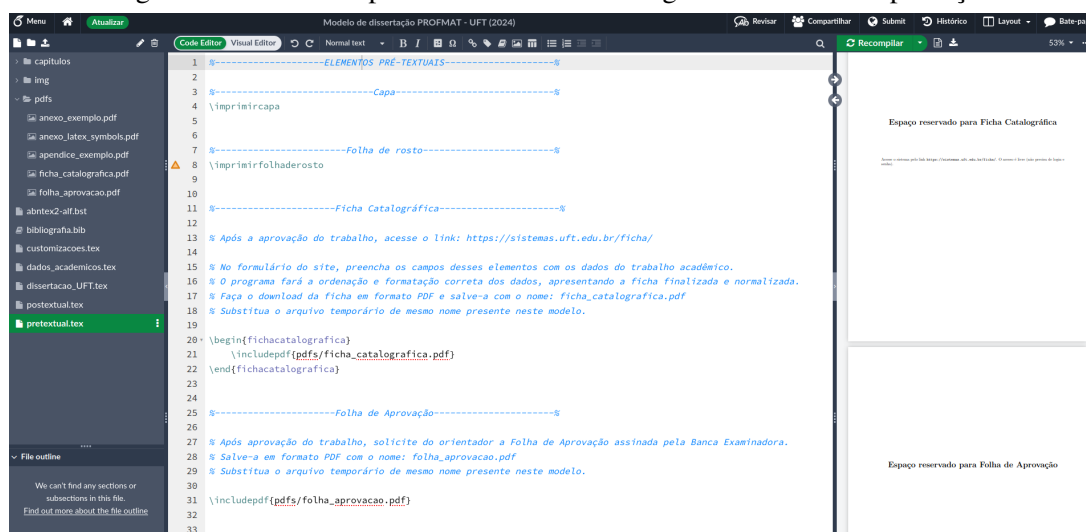 Menu Atualizar Modelo de dissertação PROFMAT - UFT (2024) Revisar Compartilhar Submit Histórico Layout Bate-pa
Code Editor Visual Editor Normal text B I Ω Recompilar 53%
capitulos
img
pdfs
anexo_exemplo.pdf
anexo_latex_symbols.pdf
apendice_exemplo.pdf
ficha_catalografica.pdf
folha_aprovacao.pdf
abntex2-alf.bst
bibliografia.bib
customizacoes.tex
dados_academicos.tex
dissertacao_UFT.tex
postextual.tex
pretextual.tex
File outline
We can't find any sections or
subsections in this file.
Find out more about the file outline
1 %--------------------ELEMENTOS PRÉ-TEXTUAIS--------------------%
2
3 %-----------------------------Capa-----------------------------%
4 \imprimircapa
5
6
7 %------------------------Folha de rosto------------------------%
8 \imprimirfolhaderosto
9
10
11 %----------------------Ficha Catalográfica----------------------%
12
13 % Após a aprovação do trabalho, acesse o link: https://sistemas.uft.edu.br/ficha/
14
15 % No formulário do site, preencha os campos desses elementos com os dados do trabalho acadêmico.
16 % O programa fará a ordenação e formatação correta dos dados, apresentando a ficha finalizada e normalizada.
17 % Faça o download da ficha em formato PDF e salve-a com o nome: ficha_catalografica.pdf
18 % Substitua o arquivo temporário de mesmo nome presente neste modelo.
19
20 \begin{fichacatalografica}
21 \includepdf{pdfs/ficha_catalografica.pdf}
22 \end{fichacatalografica}
23
24
25 %----------------------Folha de Aprovação----------------------%
26
27 % Após aprovação do trabalho, solicite do orientador a Folha de Aprovação assinada pela Banca Examinadora.
28 % Salve-a em formato PDF com o nome: folha_aprovacao.pdf
29 % Substitua o arquivo temporário de mesmo nome presente neste modelo.
30
31 \includepdf{pdfs/folha_aprovacao.pdf}
32
33
Espaço reservado para Ficha Catalográfica
Espaço reservado para Folha de Aprovação